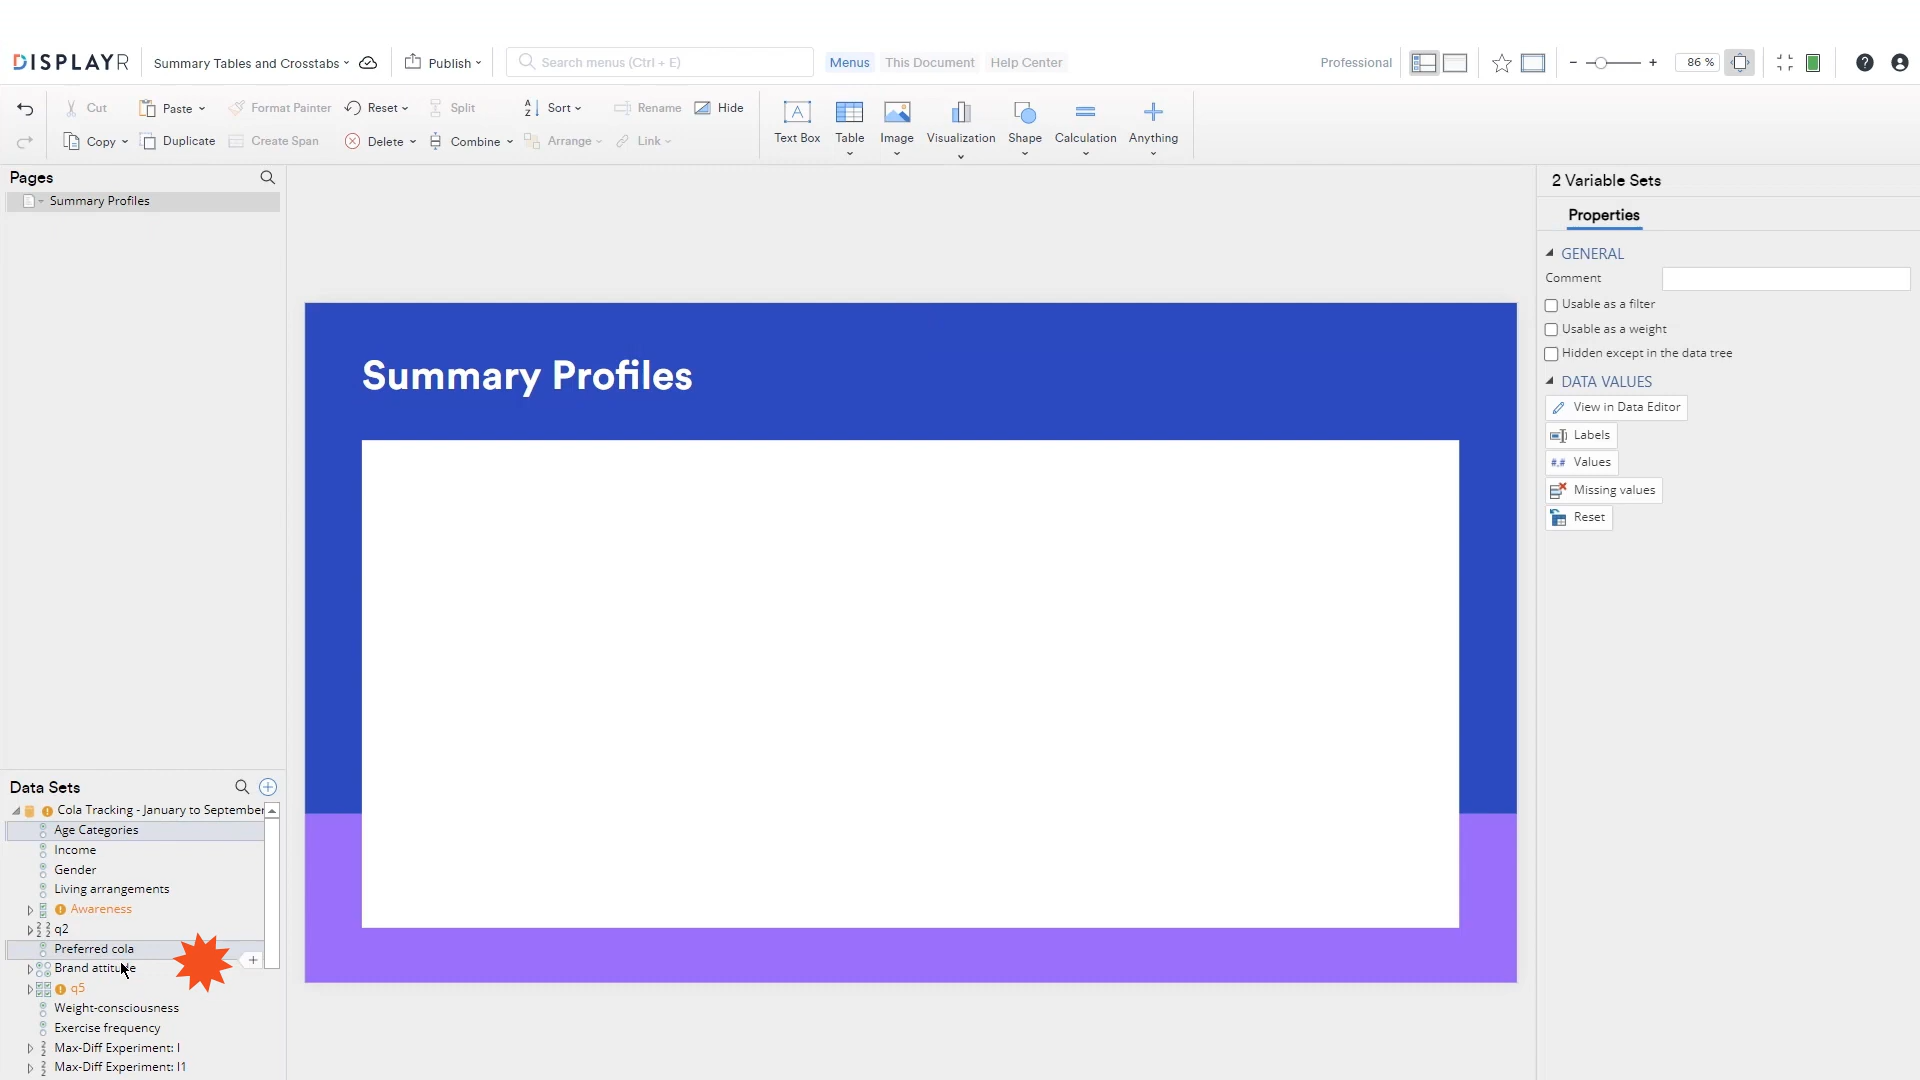 DISPLAYR
Summary Tables and Crosstabs
Publish
Search menus (Ctrl + E)
Menus
This Document
Help Center
Professional
86 %
Cut
Paste
Format Painter
Reset
Split
Sort
Rename
Hide
Copy
Duplicate
Create Span
Delete
Combine
Arrange
Link
Text Box
Table
Image
Visualization
Shape
Calculation
Anything
Pages
Summary Profiles
2 Variable Sets
Properties
GENERAL
Comment
Usable as a filter
Usable as a weight
Hidden except in the data tree
DATA VALUES
View in Data Editor
Labels
Values
Missing values
Reset
Summary Profiles
Data Sets
Cola Tracking - January to September
Age Categories
Income
Gender
Living arrangements
Awareness
q2
Preferred cola
Brand attitude
q5
Weight-consciousness
Exercise frequency
Max-Diff Experiment: I
Max-Diff Experiment: I1